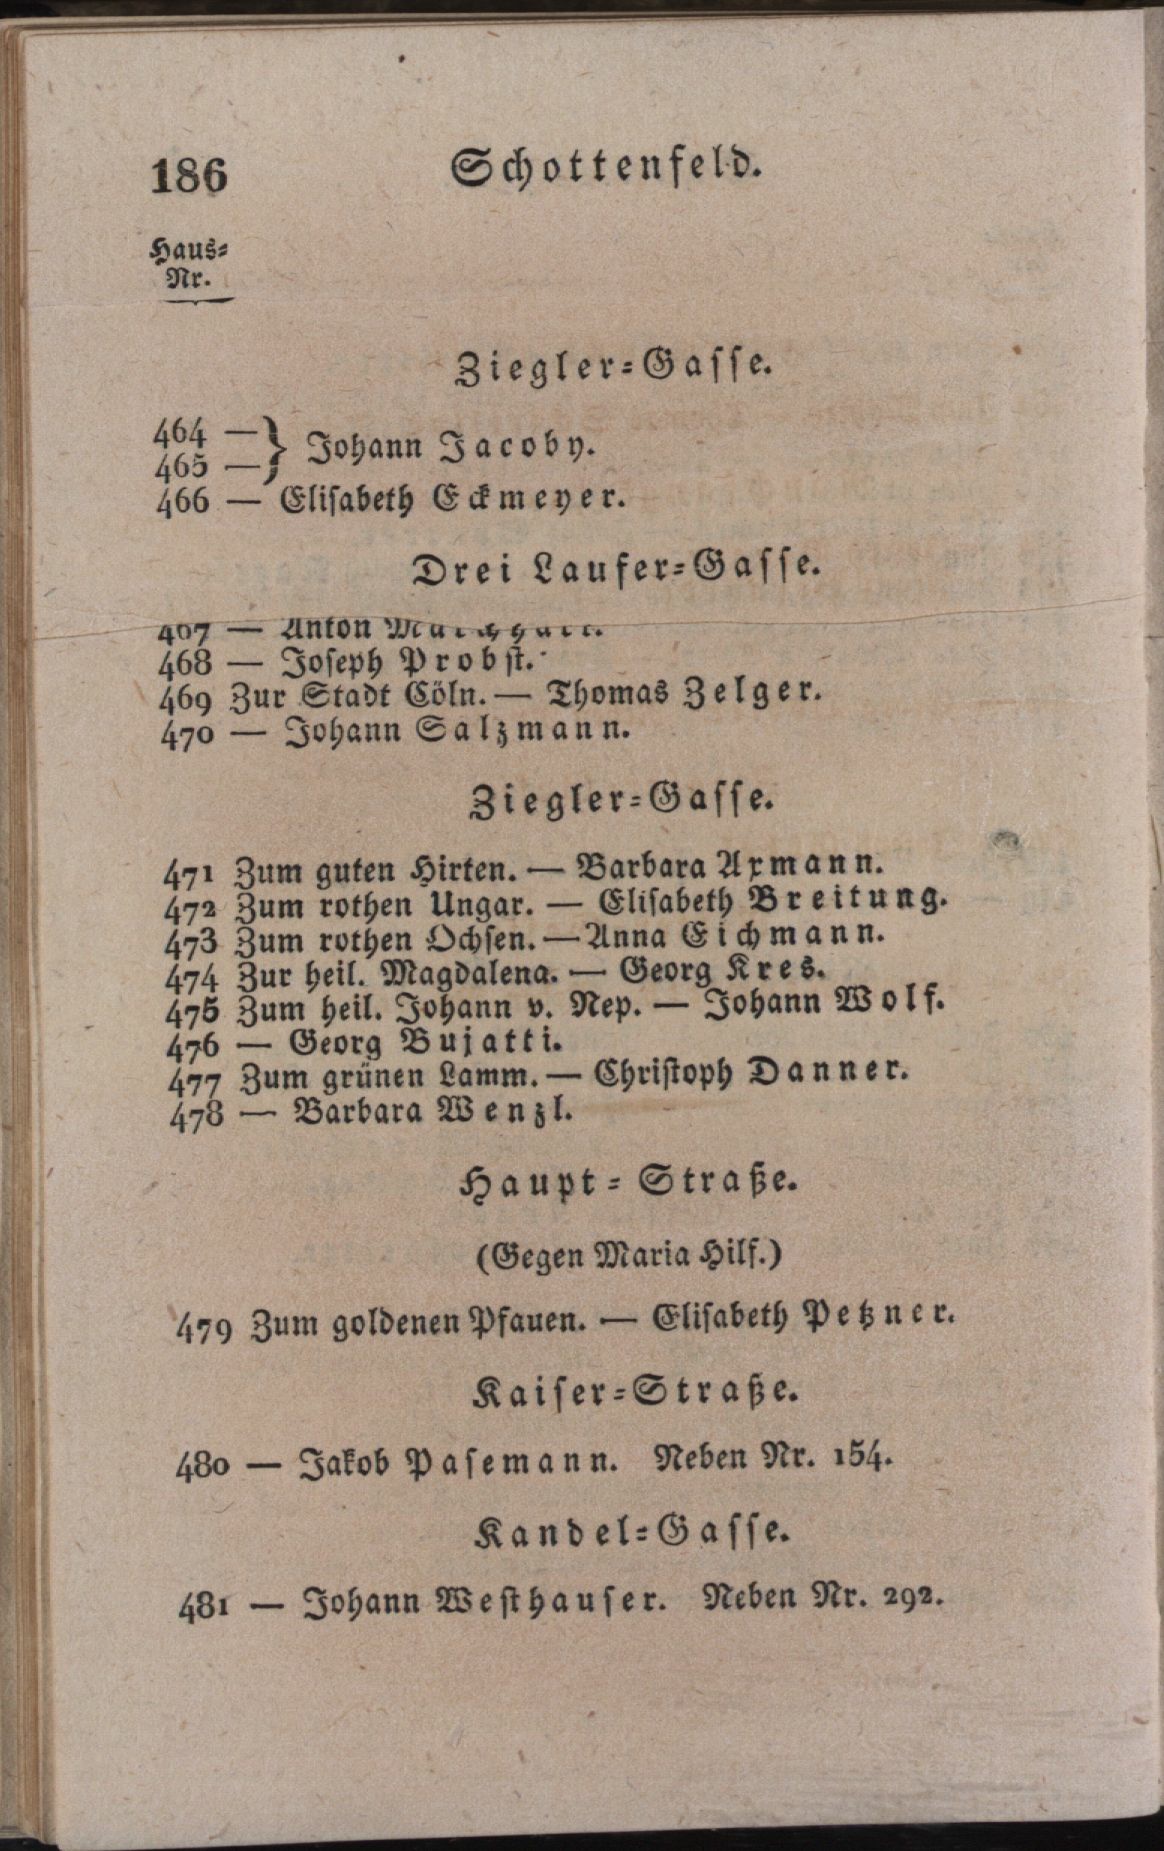 186
Schottenfeld.
Haus-
Nr.
Ziegler-Gasse.
464 —
465 —} Johann Jacoby.
466 — Elisabeth Eckmeyer.
Drei Laufer-Gasse.
467 — Anton
468 — Joseph Probst.
469 Zur Stadt Cöln. — Thomas Zelger.
470 — Johann Salzmann.
Ziegler-Gasse.
471 Zum guten Hirten. — Barbara Axmann.
472 Zum rothen Ungar. — Elisabeth Breitung.
473 Zum rothen Ochsen. — Anna Eichmann.
474 Zur heil. Magdalena. — Georg Kres.
475 Zum heil. Johann v. Nep. — Johann Wolf.
476 — Georg Bujatti.
477 Zum grünen Lamm. — Christoph Danner.
478 — Barbara Wenzl.
Haupt-Straße.
(Gegen Maria Hilf.)
479 Zum goldenen Pfauen. — Elisabeth Petzner.
Kaiser-Straße.
480 — Jakob Pasemann. Neben Nr. 154.
Kandel-Gasse.
481 — Johann Westhauser. Neben Nr. 292.